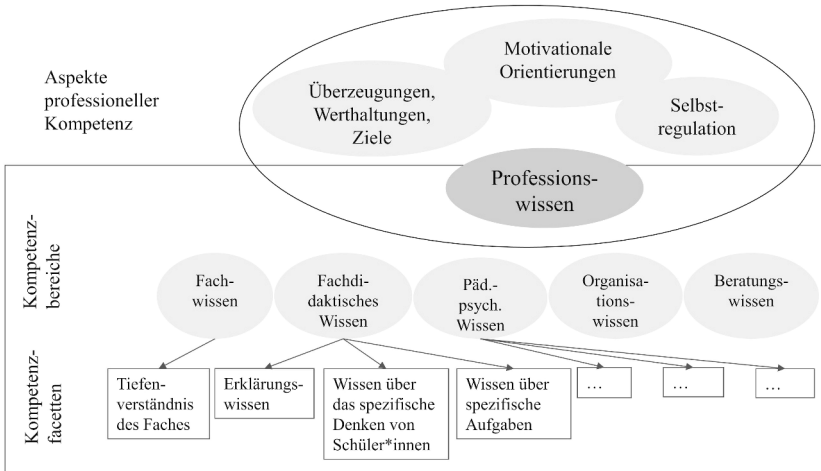 Aspekte
professioneller
Kompetenz
Motivationale
Orientierungen
Überzeugungen,
Werthaltungen,
Ziele
Selbst-
regulation
Professions-
wissen
Kompetenz-
bereiche
Fach-
wissen
Fachdi-
daktisches
Wissen
Päd.-
psych.
Wissen
Organisa-
tions-
wissen
Beratungs-
wissen
Kompetenz-
facetten
Tiefen-
verständnis
des Faches
Erklärungs-
wissen
Wissen über
das spezifische
Denken von
Schüler*innen
Wissen über
spezifische
Aufgaben
…
…
…